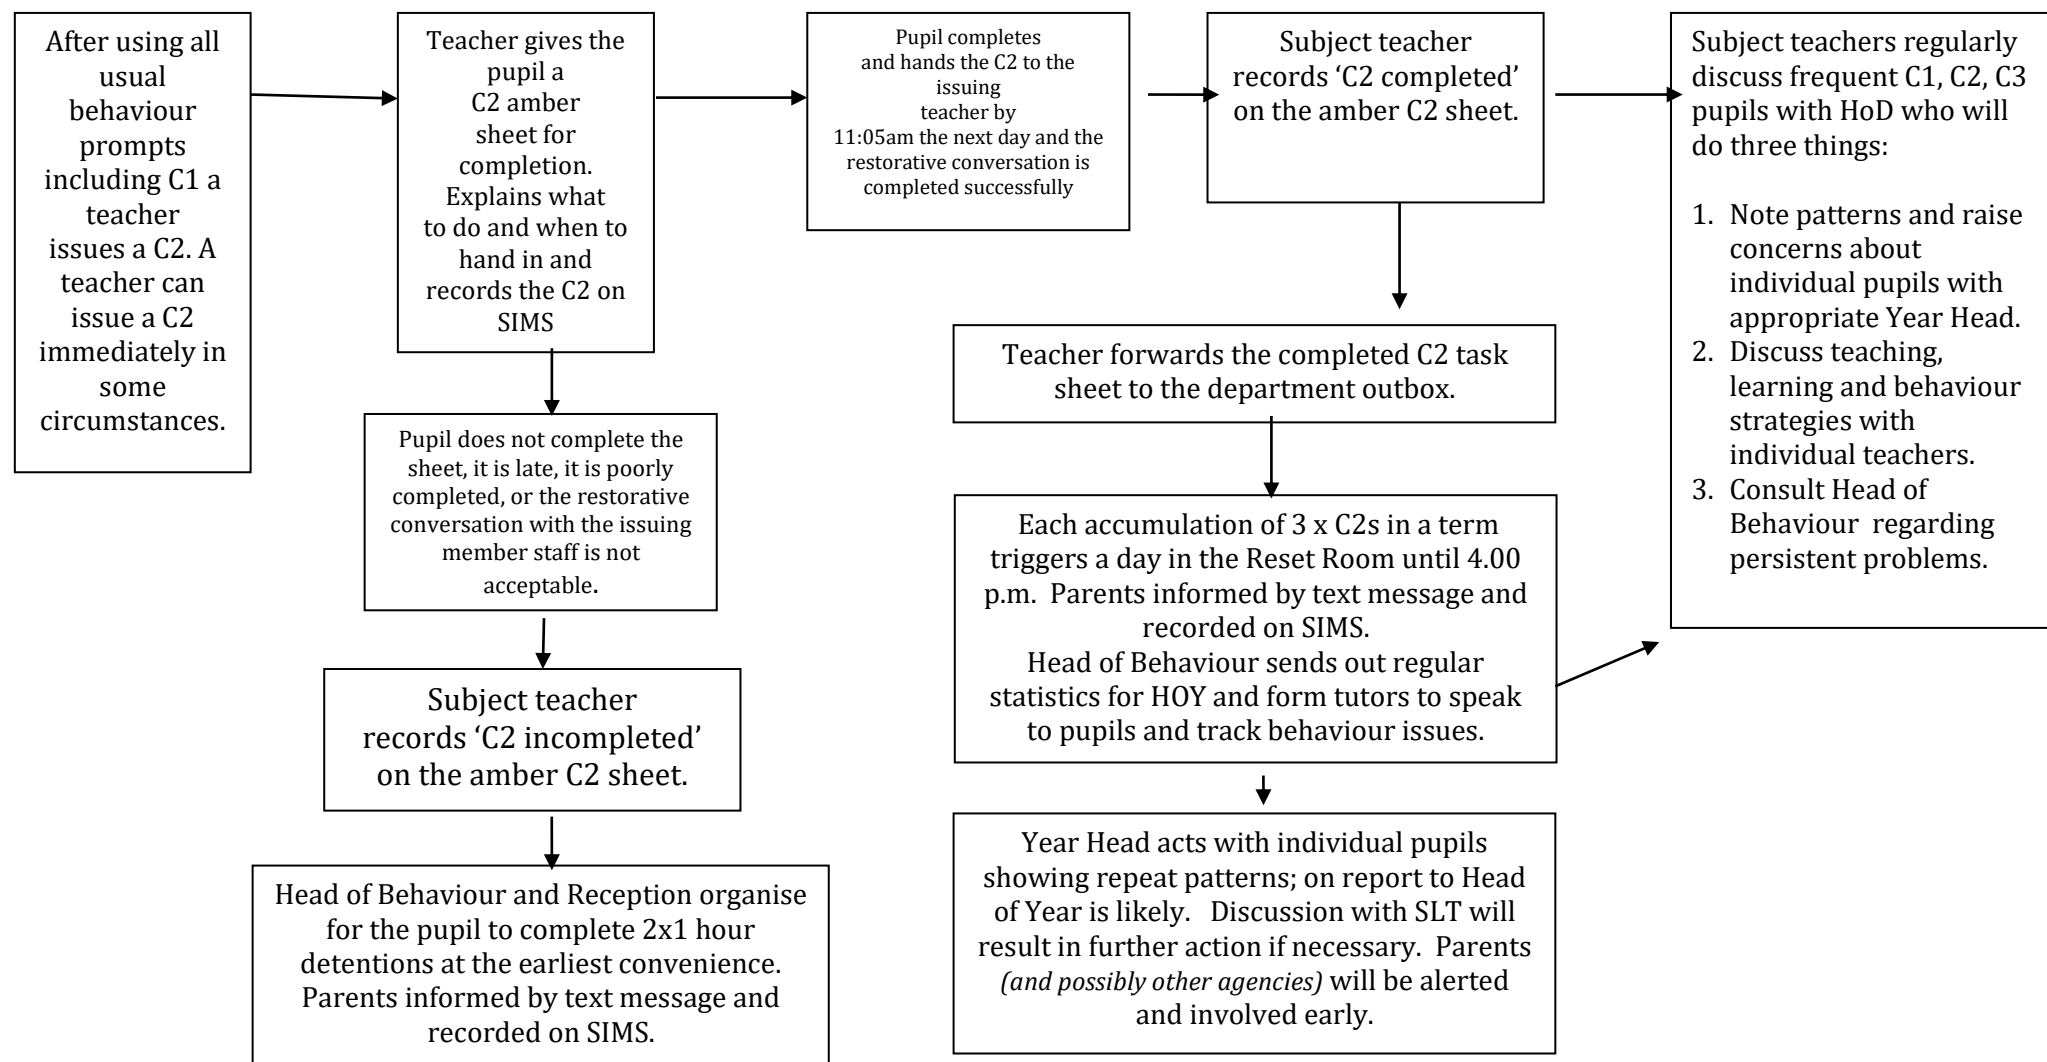 After using all
usual
behaviour
prompts
including C1 a
teacher
issues a C2. A
teacher can
issue a C2
immediately in
some
circumstances.
Teacher gives the
pupil a
C2 amber
sheet for
completion.
Explains what
to do and when to
hand in and
records the C2 on
SIMS
Pupil completes
and hands the C2 to the
issuing
teacher by
11:05am the next day and the
restorative conversation is
completed successfully
Subject teacher
records ‘C2 completed’
on the amber C2 sheet.
Subject teachers regularly
discuss frequent C1, C2, C3
pupils with HoD who will
do three things:
1. Note patterns and raise
concerns about
individual pupils with
appropriate Year Head.
2. Discuss teaching,
learning and behaviour
strategies with
individual teachers.
3. Consult Head of
Behaviour regarding
persistent problems.
Teacher forwards the completed C2 task
sheet to the department outbox.
Pupil does not complete the
sheet, it is late, it is poorly
completed, or the restorative
conversation with the issuing
member staff is not
acceptable.
Each accumulation of 3 x C2s in a term
triggers a day in the Reset Room until 4.00
p.m. Parents informed by text message and
recorded on SIMS.
Head of Behaviour sends out regular
statistics for HOY and form tutors to speak
to pupils and track behaviour issues.
Subject teacher
records ‘C2 incompleted’
on the amber C2 sheet.
Year Head acts with individual pupils
showing repeat patterns; on report to Head
of Year is likely. Discussion with SLT will
result in further action if necessary. Parents
(and possibly other agencies) will be alerted
and involved early.
Head of Behaviour and Reception organise
for the pupil to complete 2x1 hour
detentions at the earliest convenience.
Parents informed by text message and
recorded on SIMS.